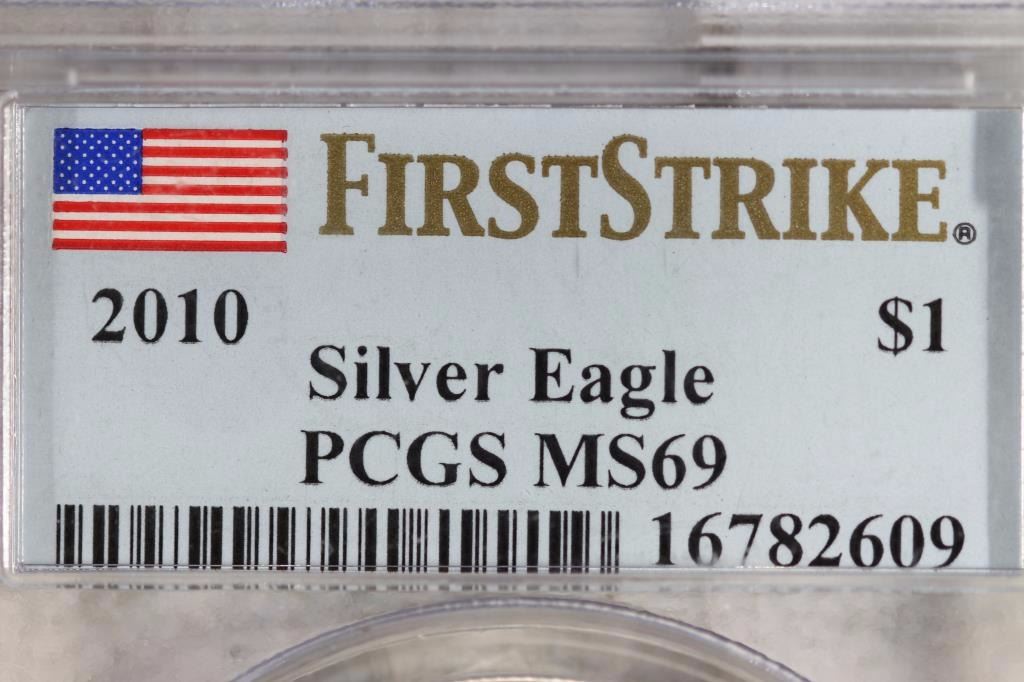 FIRSTSTRIKE®
2010 $1
Silver Eagle
PCGS MS69
16782609